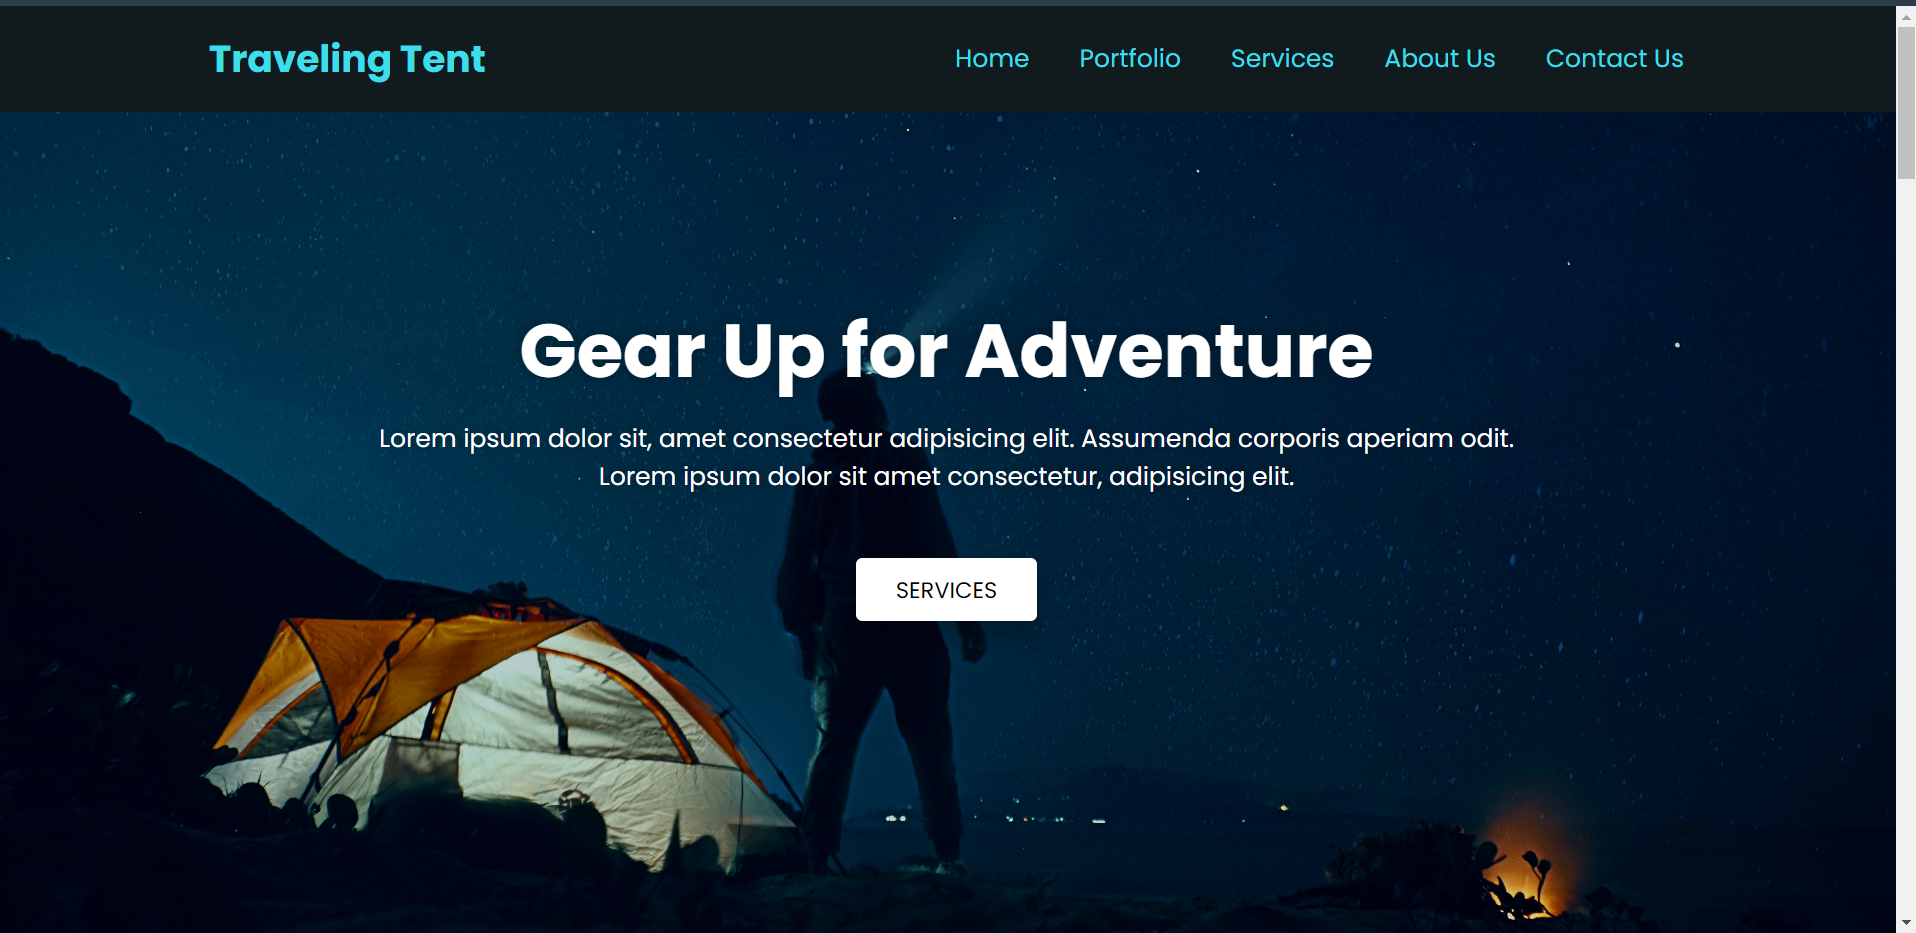 Traveling Tent
Home Portfolio Services About Us Contact Us
Gear Up for Adventure
Lorem ipsum dolor sit, amet consectetur adipisicing elit. Assumenda corporis aperiam odit.
Lorem ipsum dolor sit amet consectetur, adipisicing elit.
SERVICES